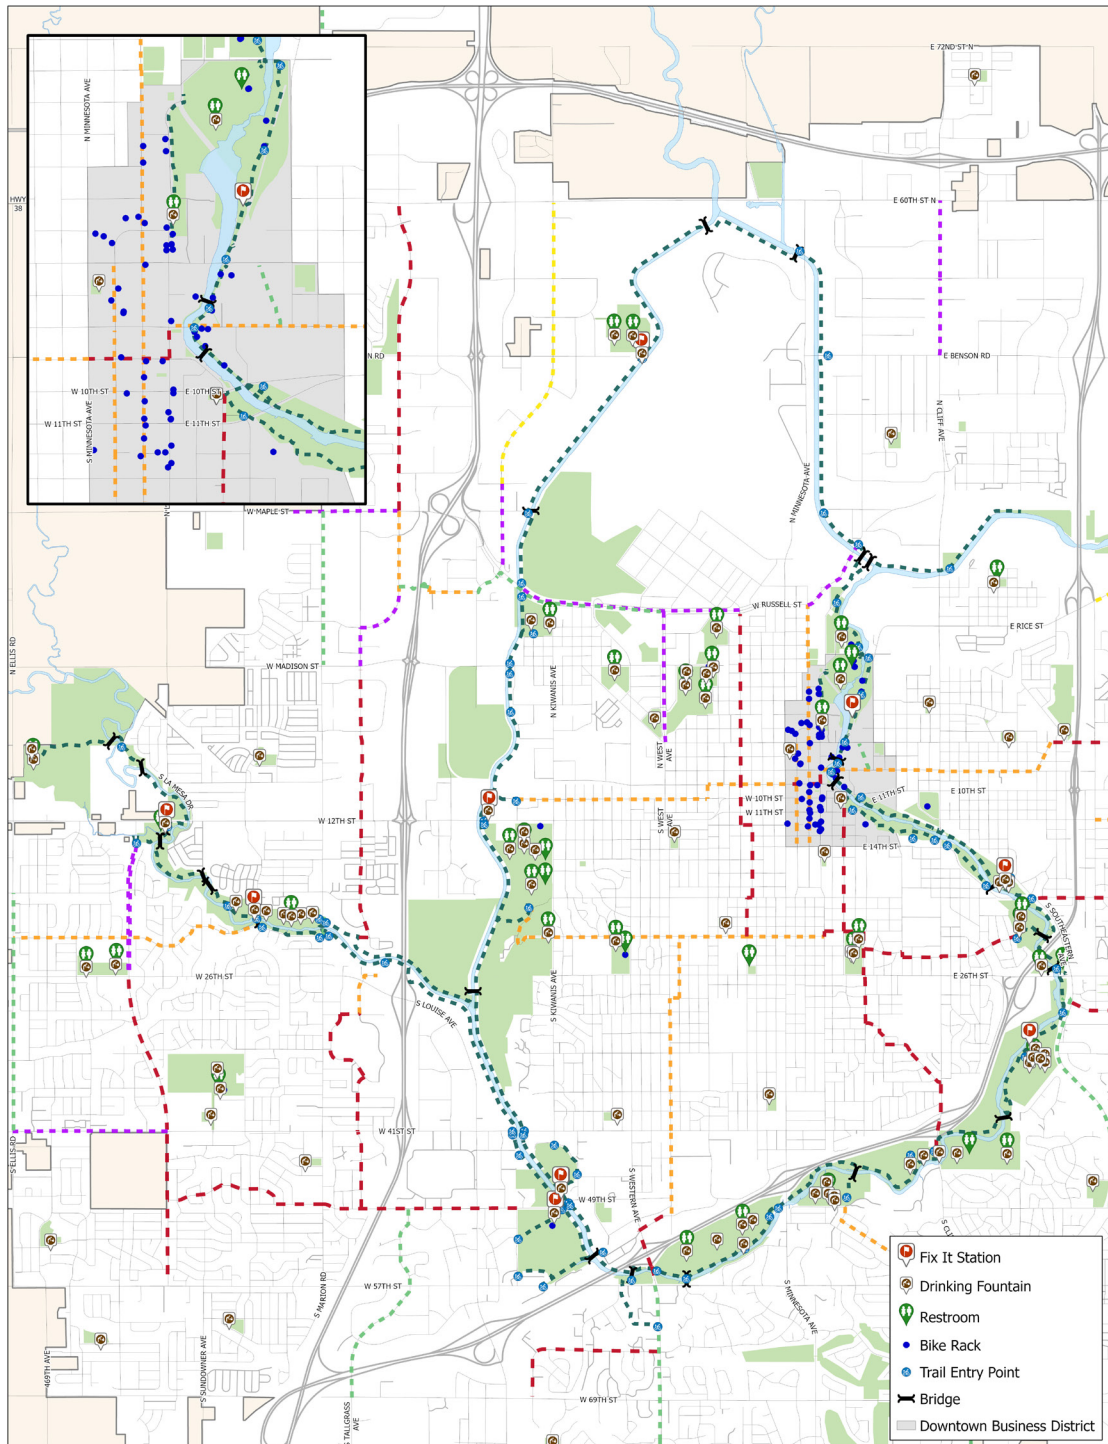 E 72ND ST N
N MINNESOTA AVE
HWY
38
E 60TH ST N
N RD
E BENSON RD
W 10TH ST
E 10TH ST
S MINNESOTA AVE
W 11TH ST
E 11TH ST
N CLIFF AVE
N MINNESOTA AVE
W MAPLE ST
W RUSSELL ST
E RICE ST
N ELLIS RD
W MADISON ST
N KIWANIS AVE
N WEST
AVE
S LA MESA DR
W 12TH ST
S WEST
AVE
W 10TH ST
W 11TH ST
E 11TH ST
E 10TH ST
E 14TH ST
S SOUTHEASTERN
AVE
W 26TH ST
E 26TH ST
S LOUISE AVE
S KIWANIS AVE
W 41ST ST
S ELLIS RD
W 49TH ST
S WESTERN AVE
S CLI
W 57TH ST
S MARION RD
S MINNESOTA AVE
469TH AVE
S SUNDOWNER AVE
S TALLGRASS
AVE
W 69TH ST
Fix It Station
Drinking Fountain
Restroom
Bike Rack
Trail Entry Point
Bridge
Downtown Business District